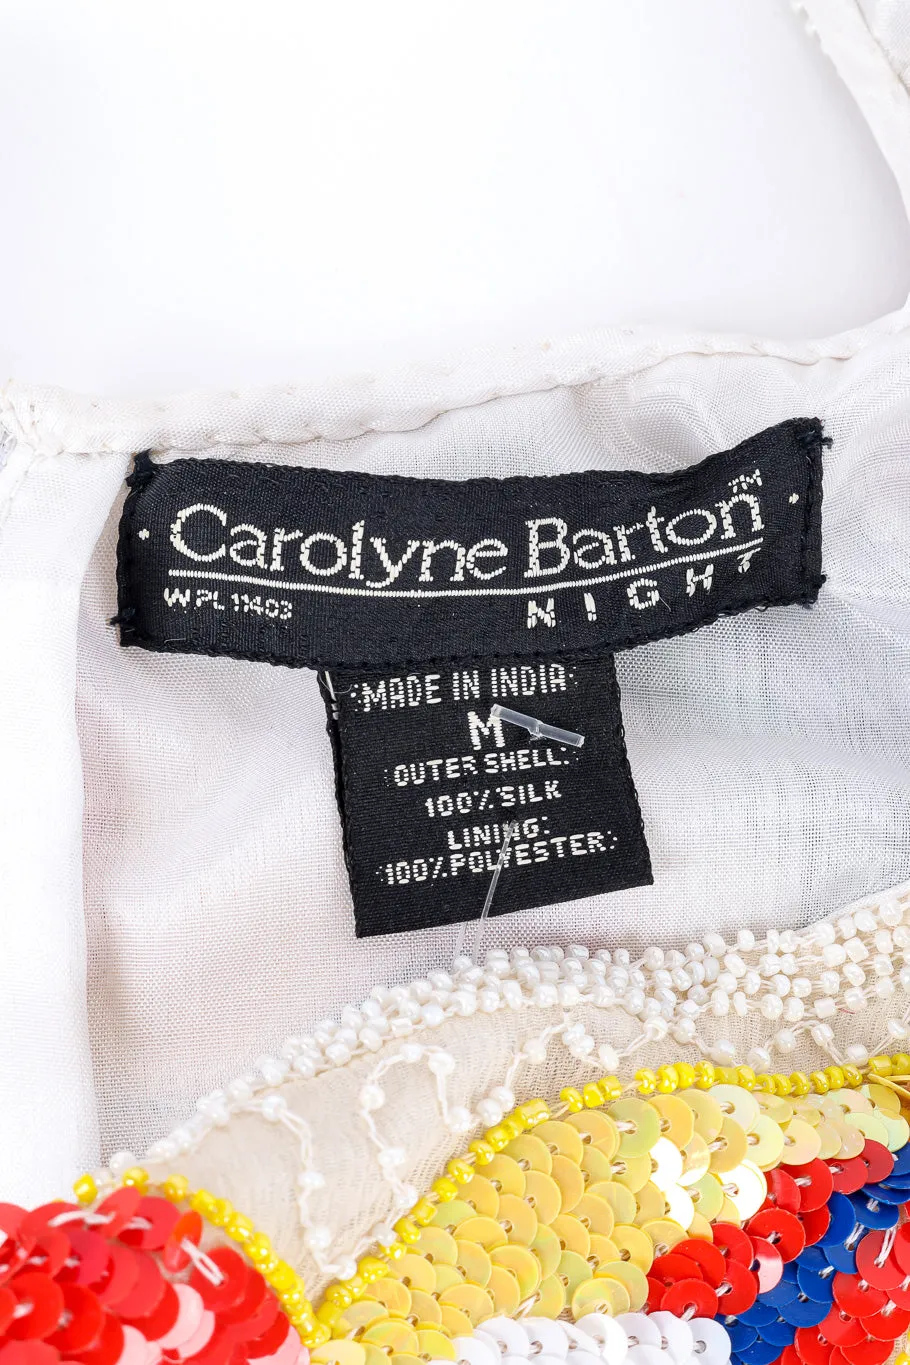 Carolyne Barton™
WPL 11403 NIGHT
MADE IN INDIA
M
OUTER SHELL:
100% SILK
LINING:
100% POLYESTER